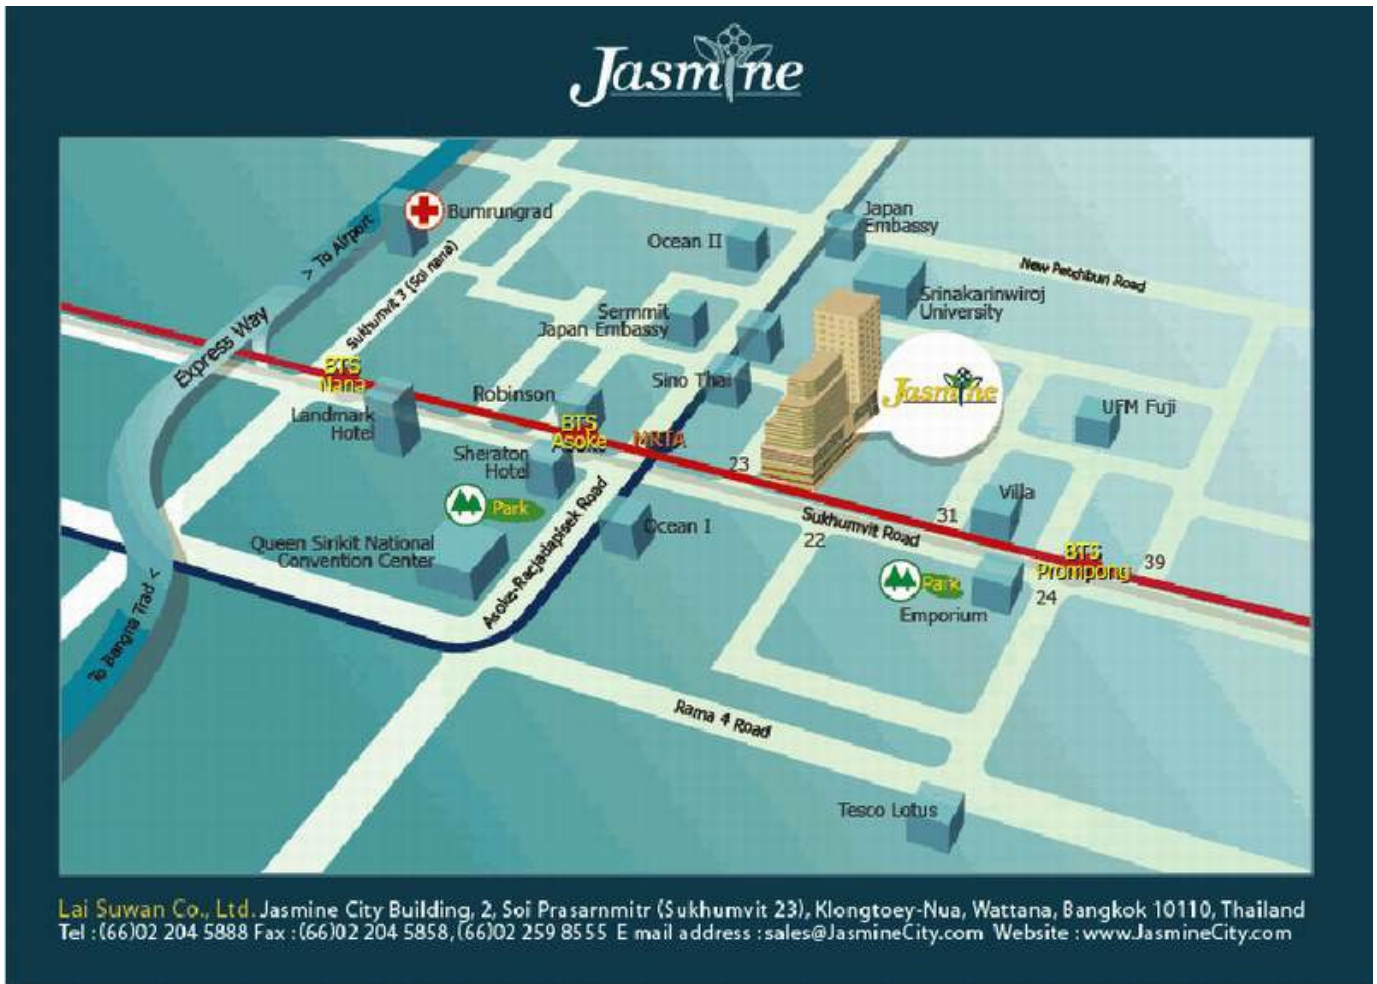 Jasmine
Bumrungrad
> To Airport
Sukhumvit 3 (Soi nana)
Express Way
Japan
Embassy
Ocean II
New Petchburi Road
Srinakarinwiroj
University
Sermmit
Japan Embassy
Sino Thai
Jasmine
UFM Fuji
BTS
Nana
Landmark
Hotel
Robinson
BTS
Asoke
MRTA
Sheraton
Hotel
23
Park
Queen Sirikit National
Convention Center
Asoke-Racjadapisek Road
Ocean I
Villa
31
Sukhumvit Road
22
BTS
Prompong
39
24
Park
Emporium
To Bangna Trad <
Rama 4 Road
Tesco Lotus
Lai Suwan Co., Ltd. Jasmine City Building, 2, Soi Prasarnmitr (Sukhumvit 23), Klongtoey-Nua, Wattana, Bangkok 10110, Thailand
Tel :(66)02 204 5888 Fax :(66)02 204 5858,(66)02 259 8555 E mail address :sales@JasmineCity.com Website :www.JasmineCity.com